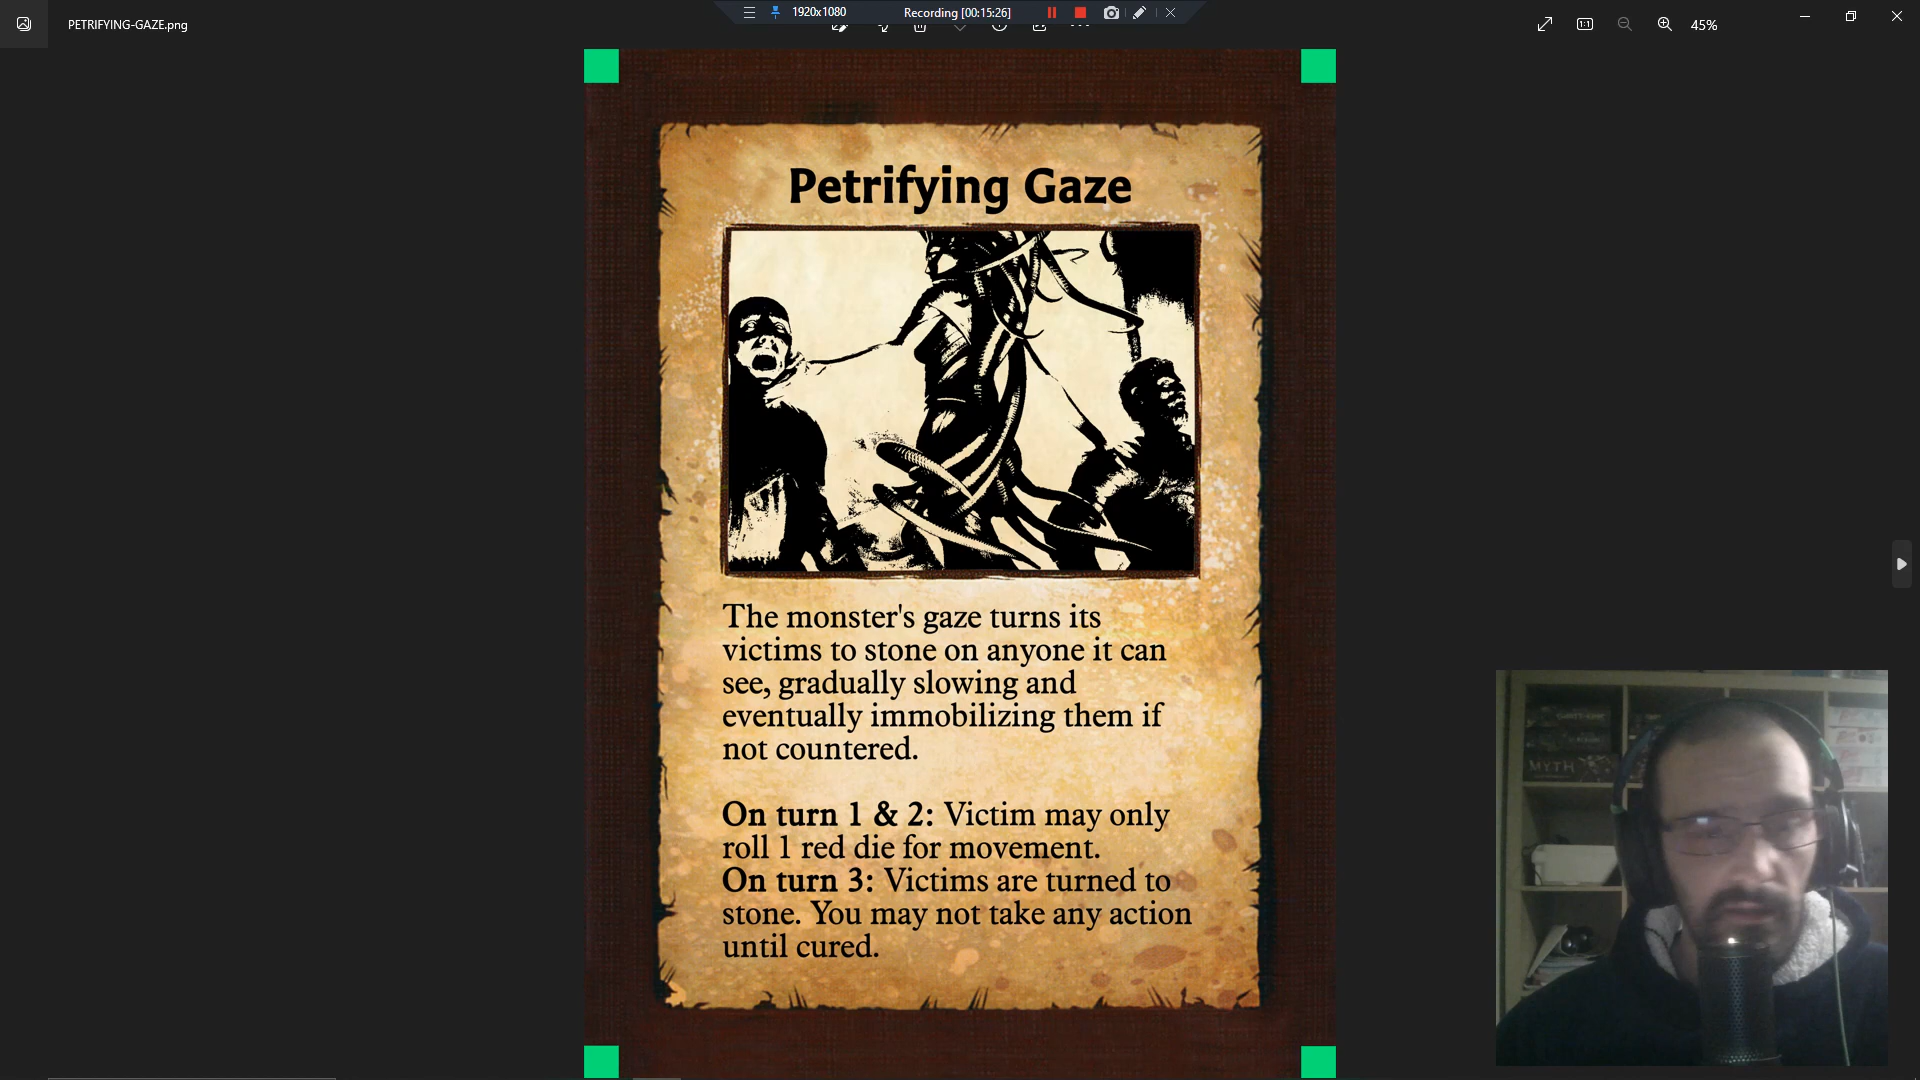 PETRIFYING-GAZE.png
1920x1080
Recording [00:15:26]
1:1
45%
Petrifying Gaze
The monster's gaze turns its
victims to stone on anyone it can
see, gradually slowing and
eventually immobilizing them if
not countered.
On turn 1 & 2: Victim may only
roll 1 red die for movement.
On turn 3: Victims are turned to
stone. You may not take any action
until cured.
MYTH